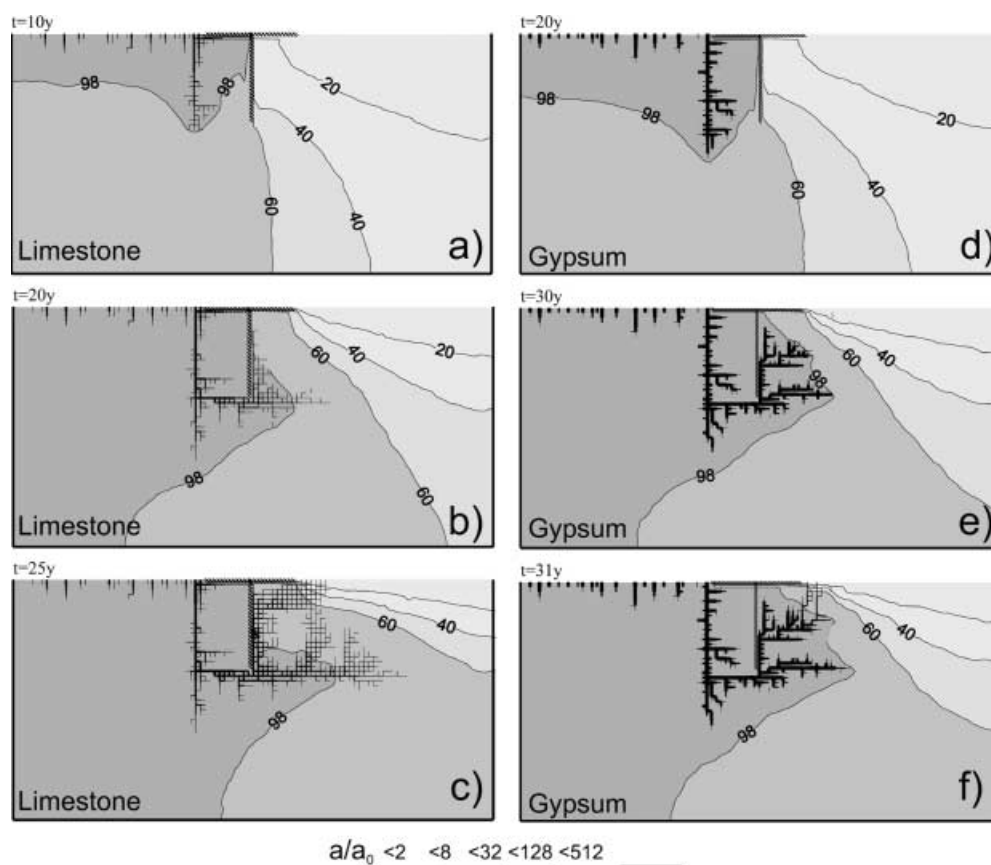 t=10y
98
98
20
40
60
40
Limestone
a)
t=20y
98
98
20
40
60
Gypsum
d)
t=20y
60
40
20
98
60
Limestone
b)
t=30y
60
40
98
98
Gypsum
e)
t=25y
60
40
98
Limestone
c)
t=31y
60
40
98
Gypsum
f)
a/a₀ <2 <8 <32 <128 <512